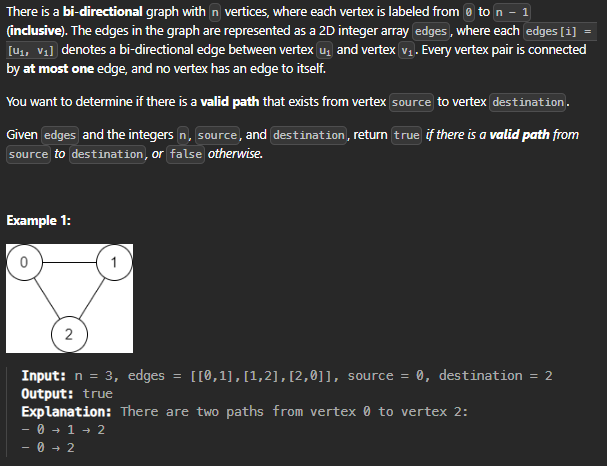 There is a bi-directional graph with n vertices, where each vertex is labeled from 0 to n - 1
(inclusive). The edges in the graph are represented as a 2D integer array edges, where each edges[i] =
[uᵢ, vᵢ] denotes a bi-directional edge between vertex uᵢ and vertex vᵢ. Every vertex pair is connected
by at most one edge, and no vertex has an edge to itself.
You want to determine if there is a valid path that exists from vertex source to vertex destination.
Given edges and the integers n, source, and destination, return true if there is a valid path from
source to destination, or false otherwise.
Example 1:
0
1
2
Input: n = 3, edges = [[0,1],[1,2],[2,0]], source = 0, destination = 2
Output: true
Explanation: There are two paths from vertex 0 to vertex 2:
- 0 → 1 → 2
- 0 → 2